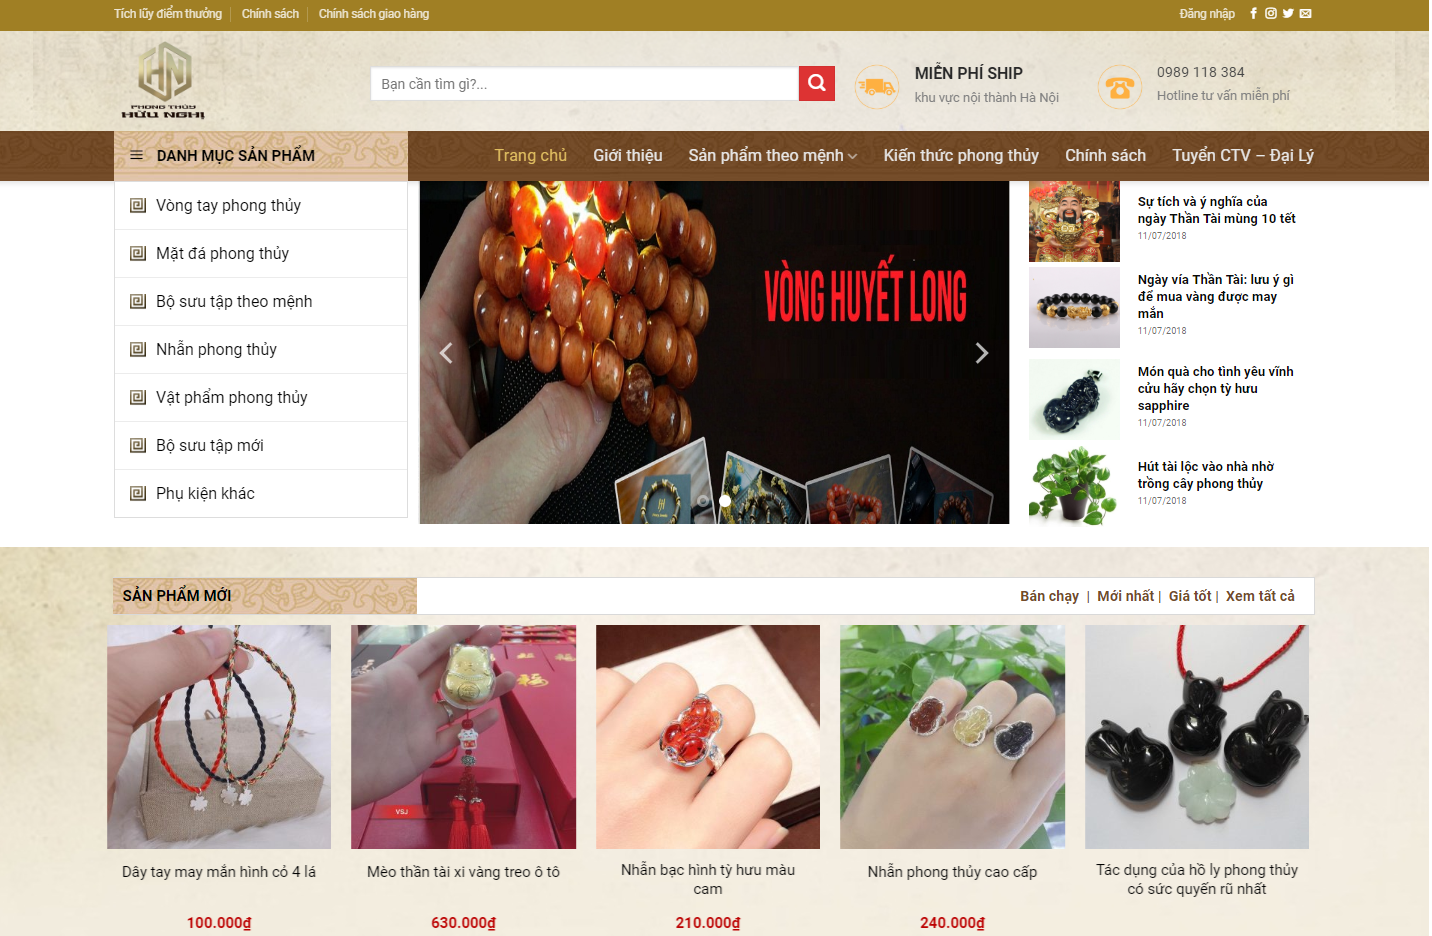 Tích lũy điểm thưởng
Chính sách
Chính sách giao hàng
Đăng nhập
HN
PHONG THỦY
HỮU NGHỊ
Bạn cần tìm gì?...
MIỄN PHÍ SHIP
khu vực nội thành Hà Nội
0989 118 384
Hotline tư vấn miễn phí
DANH MỤC SẢN PHẨM
Trang chủ
Giới thiệu
Sản phẩm theo mệnh
Kiến thức phong thủy
Chính sách
Tuyển CTV – Đại Lý
Vòng tay phong thủy
Mặt đá phong thủy
Bộ sưu tập theo mệnh
Nhẫn phong thủy
Vật phẩm phong thủy
Bộ sưu tập mới
Phụ kiện khác
VÒNG HUYẾT LONG
Sự tích và ý nghĩa của
ngày Thần Tài mùng 10 tết
11/07/2018
Ngày vía Thần Tài: lưu ý gì
để mua vàng được may
mắn
11/07/2018
Món quà cho tình yêu vĩnh
cửu hãy chọn tỳ hưu
sapphire
11/07/2018
Hút tài lộc vào nhà nhờ
trồng cây phong thủy
11/07/2018
SẢN PHẨM MỚI
Bán chạy | Mới nhất | Giá tốt | Xem tất cả
VSJ
Dây tay may mắn hình cỏ 4 lá
100.000₫
Mèo thần tài xi vàng treo ô tô
630.000₫
Nhẫn bạc hình tỳ hưu màu
cam
210.000₫
Nhẫn phong thủy cao cấp
240.000₫
Tác dụng của hồ ly phong thủy
có sức quyến rũ nhất